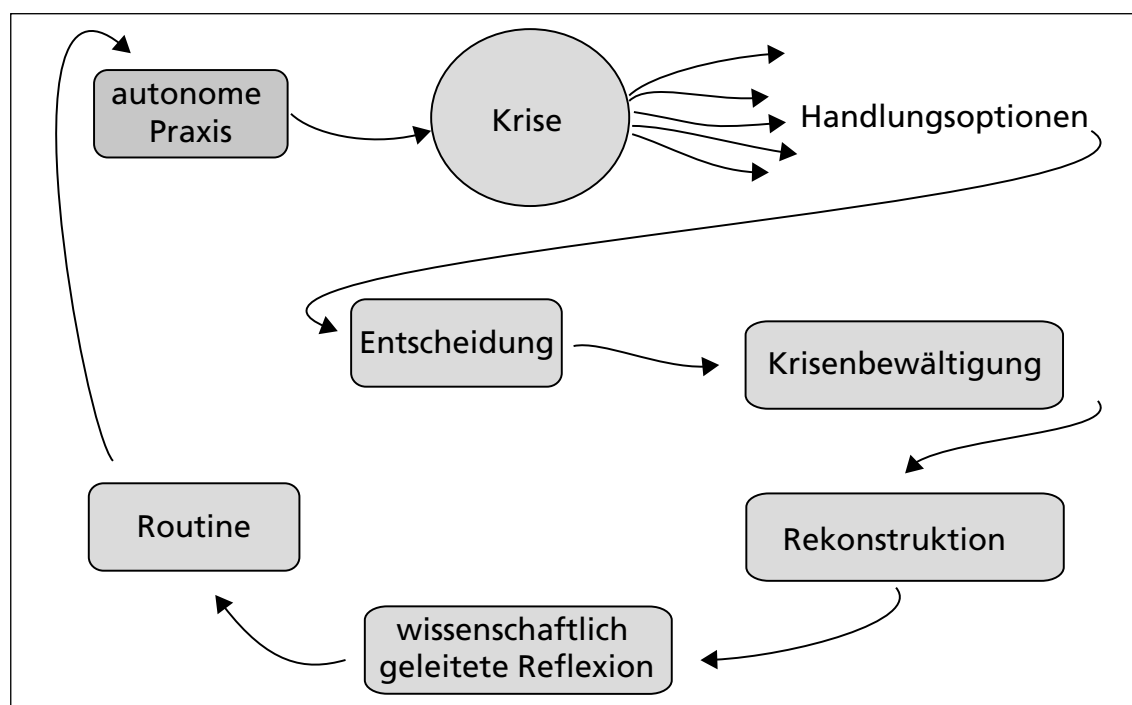 autonome
Praxis
Krise
Handlungsoptionen
Entscheidung
Krisenbewältigung
Rekonstruktion
wissenschaftlich
geleitete Reflexion
Routine